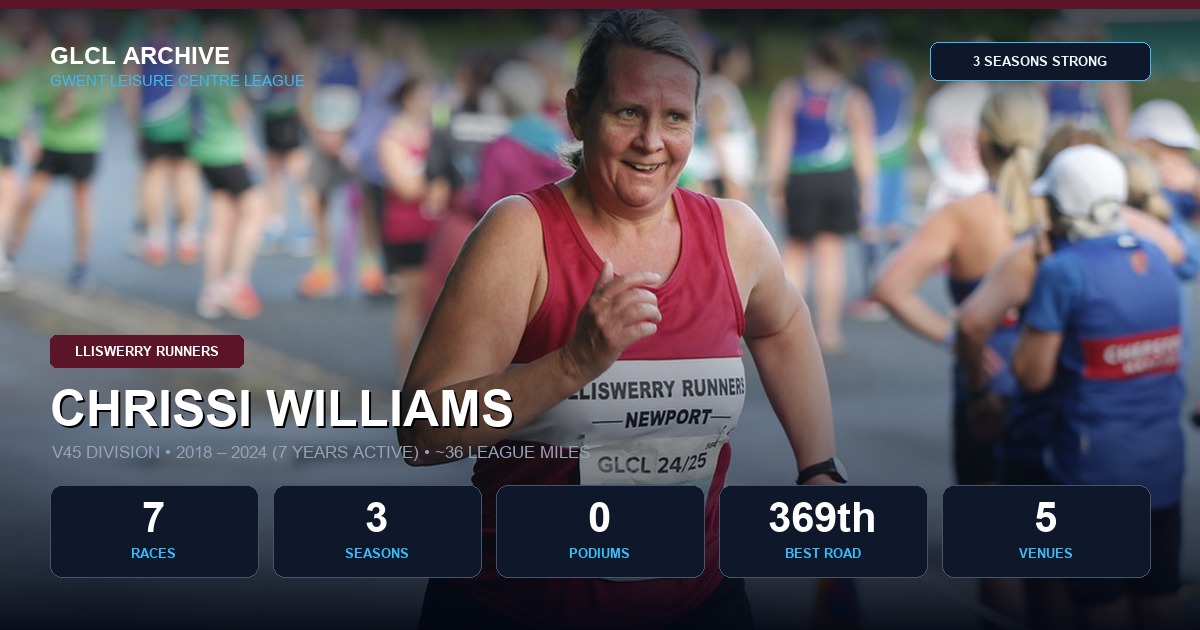 GLCL ARCHIVE
GWENT LEISURE CENTRE LEAGUE
3 SEASONS STRONG
LLISWERRY RUNNERS
NEWPORT
GLCL 24/25
LLISWERRY RUNNERS
CHRISSI WILLIAMS
V45 DIVISION • 2018 – 2024 (7 YEARS ACTIVE) • ~36 LEAGUE MILES
7
RACES
3
SEASONS
0
PODIUMS
369th
BEST ROAD
5
VENUES